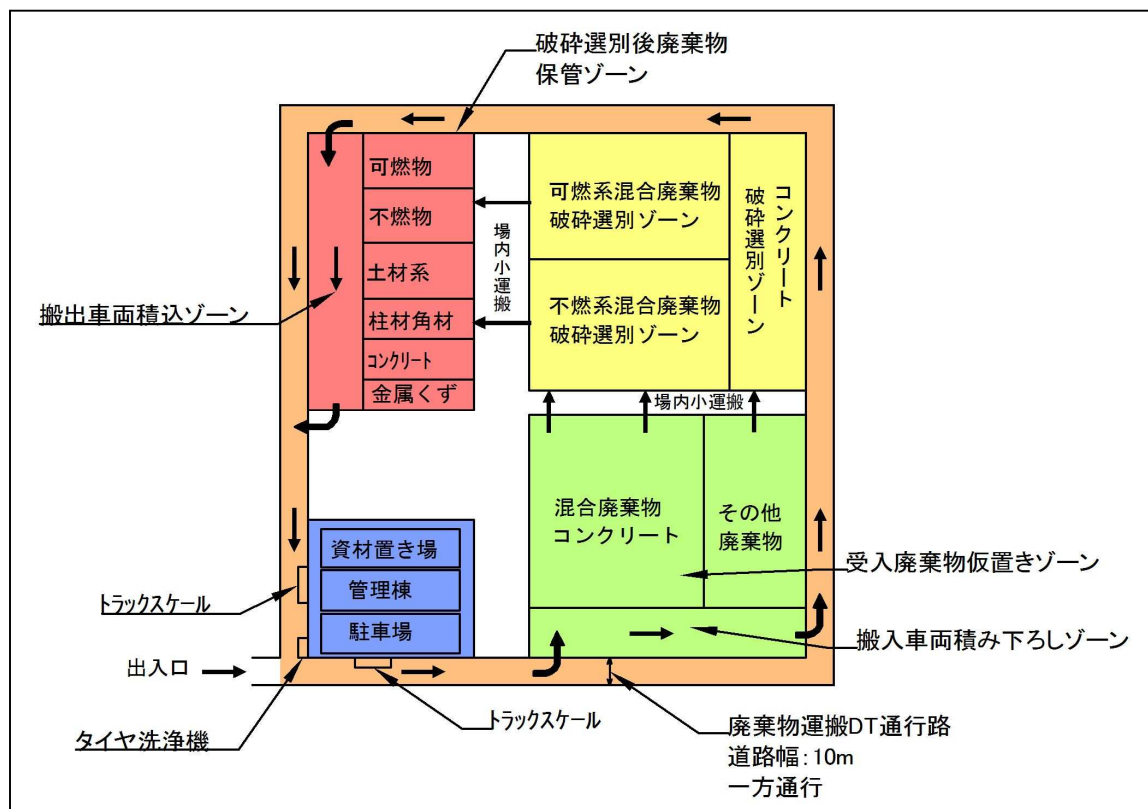 破砕選別後廃棄物
保管ゾーン
可燃物
不燃物
土材系
柱材角材
コンクリート
金属くず
場内小運搬
可燃系混合廃棄物
破砕選別ゾーン
不燃系混合廃棄物
破砕選別ゾーン
コンクリート
破砕選別ゾーン
搬出車両積込ゾーン
場内小運搬
混合廃棄物
コンクリート
その他
廃棄物
受入廃棄物仮置きゾーン
搬入車両積み下ろしゾーン
資材置き場
管理棟
駐車場
トラックスケール
出入口
タイヤ洗浄機
トラックスケール
廃棄物運搬DT通行路
道路幅:10m
一方通行